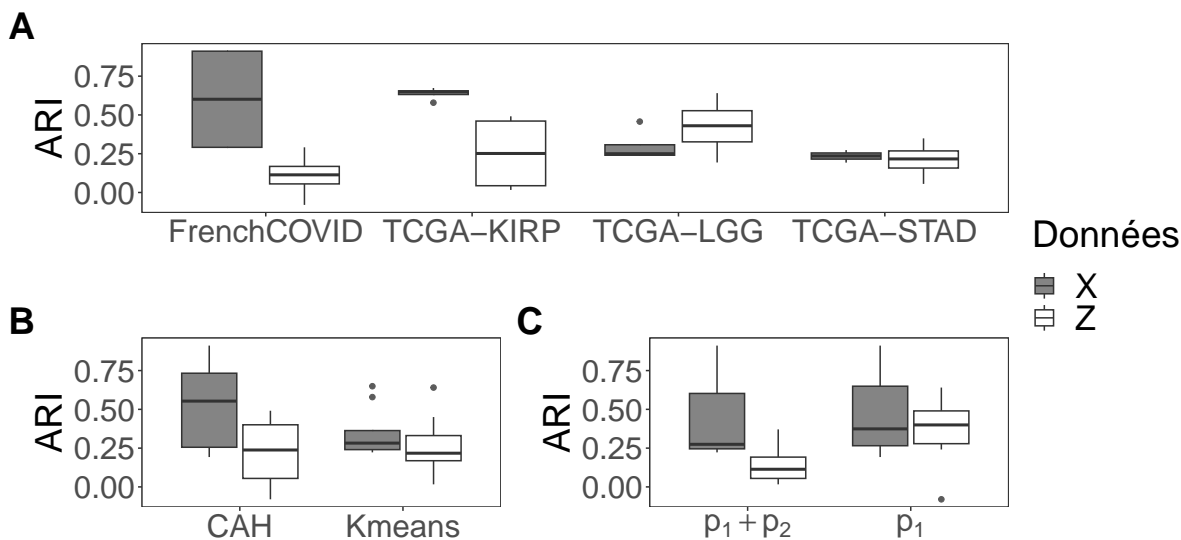 A
ARI
0.75
0.50
0.25
0.00
FrenchCOVID TCGA−KIRP TCGA−LGG TCGA−STAD
Données
X
Z
B
ARI
0.75
0.50
0.25
0.00
CAH Kmeans
C
ARI
0.75
0.50
0.25
0.00
p₁ + p₂ p₁